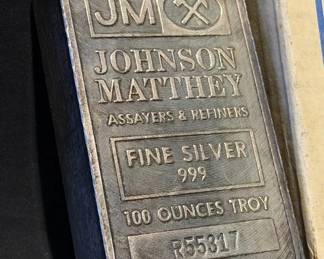 JM
JOHNSON
MATTHEY
ASSAYERS & REFINERS
FINE SILVER
999
100 OUNCES TROY
R55317